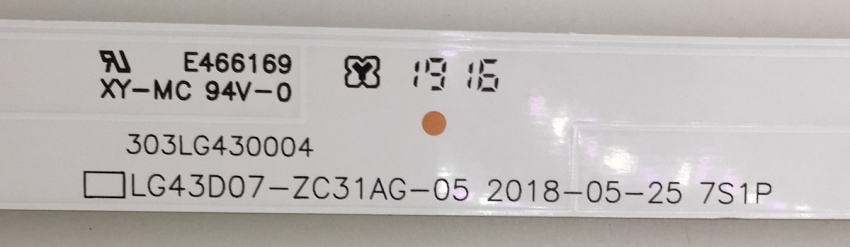 E466169 1916
XY-MC 94V-0
303LG430004
LG43D07-ZC31AG-05 2018-05-25 7S1P